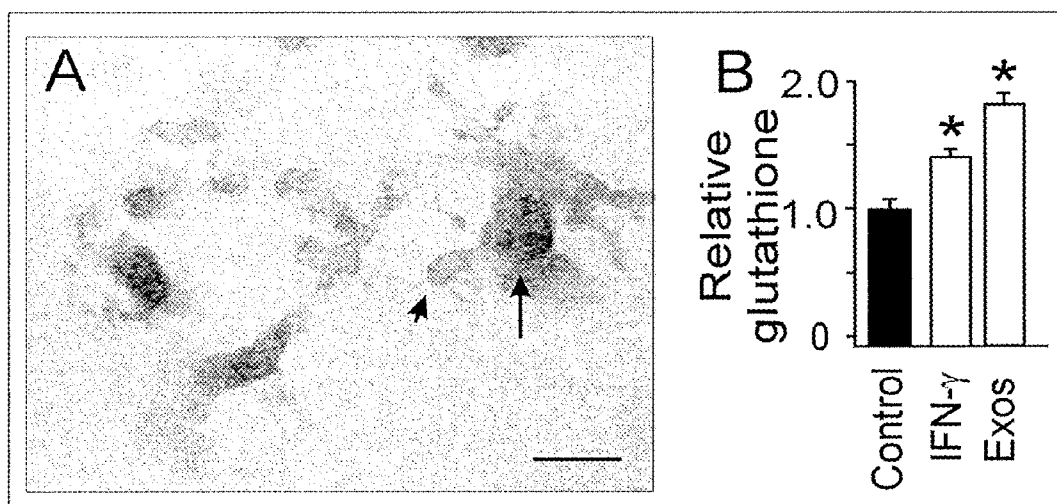 A
B
Relative
glutathione
2.0
1.0
0
*
*
Control
IFN-γ
Exos